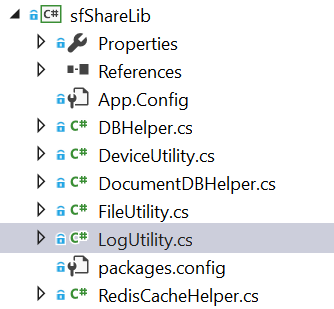 C# sfShareLib
Properties
References
App.Config
C# DBHelper.cs
C# DeviceUtility.cs
C# DocumentDBHelper.cs
C# FileUtility.cs
C# LogUtility.cs
packages.config
C# RedisCacheHelper.cs